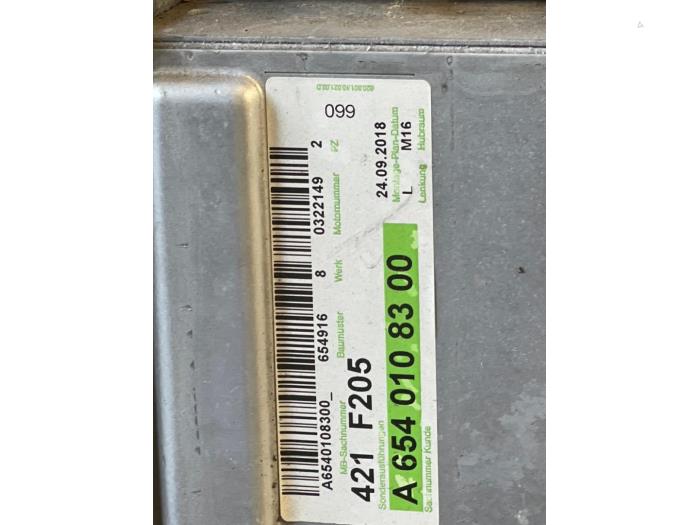 099
A6540108300_ 654916 8 0322149 2
MB-Sachnummer Baumuster Werk Motornummer PZ
421 F205 24.09.2018
Sonderausführungen Montage-Plan-Datum
A 654 010 83 00 L M16
Sachnummer Kunde Lenkung Hubraum